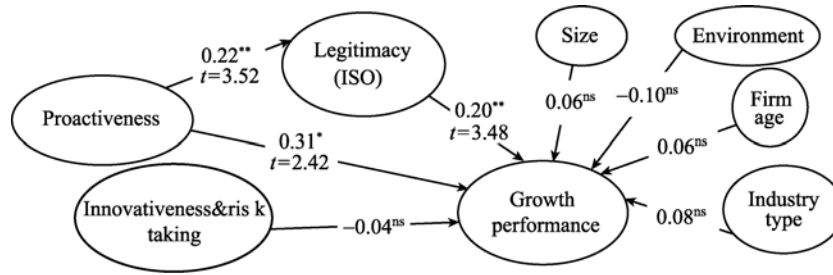 Proactiveness
0.22**
t=3.52
Legitimacy
(ISO)
0.20**
t=3.48
0.31*
t=2.42
Innovativeness&ris k
taking
−0.04ns
Growth
performance
Size
0.06ns
Environment
−0.10ns
Firm
age
0.06ns
Industry
type
0.08ns